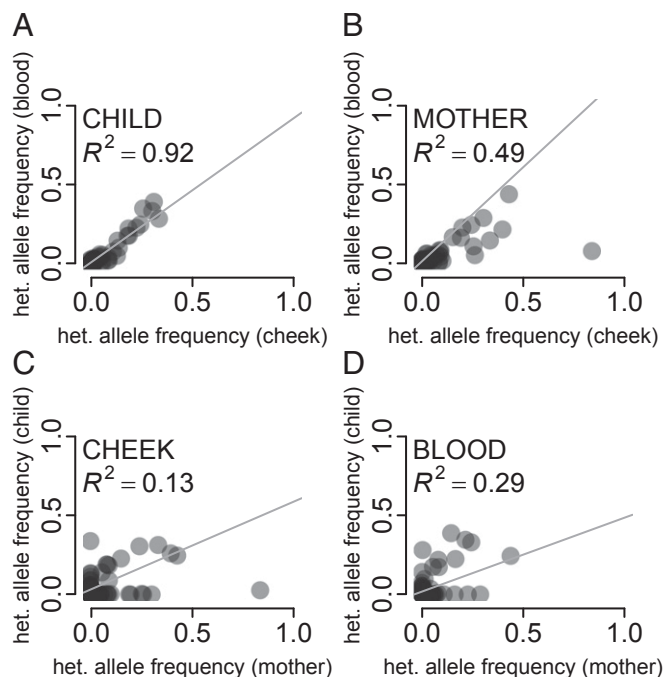 A
het. allele frequency (blood)
0.0 0.5 1.0
CHILD
R² = 0.92
0.0 0.5 1.0
het. allele frequency (cheek)
B
het. allele frequency (blood)
0.0 0.5 1.0
MOTHER
R² = 0.49
0.0 0.5 1.0
het. allele frequency (cheek)
C
het. allele frequency (child)
0.0 0.5 1.0
CHEEK
R² = 0.13
0.0 0.5 1.0
het. allele frequency (mother)
D
het. allele frequency (child)
0.0 0.5 1.0
BLOOD
R² = 0.29
0.0 0.5 1.0
het. allele frequency (mother)